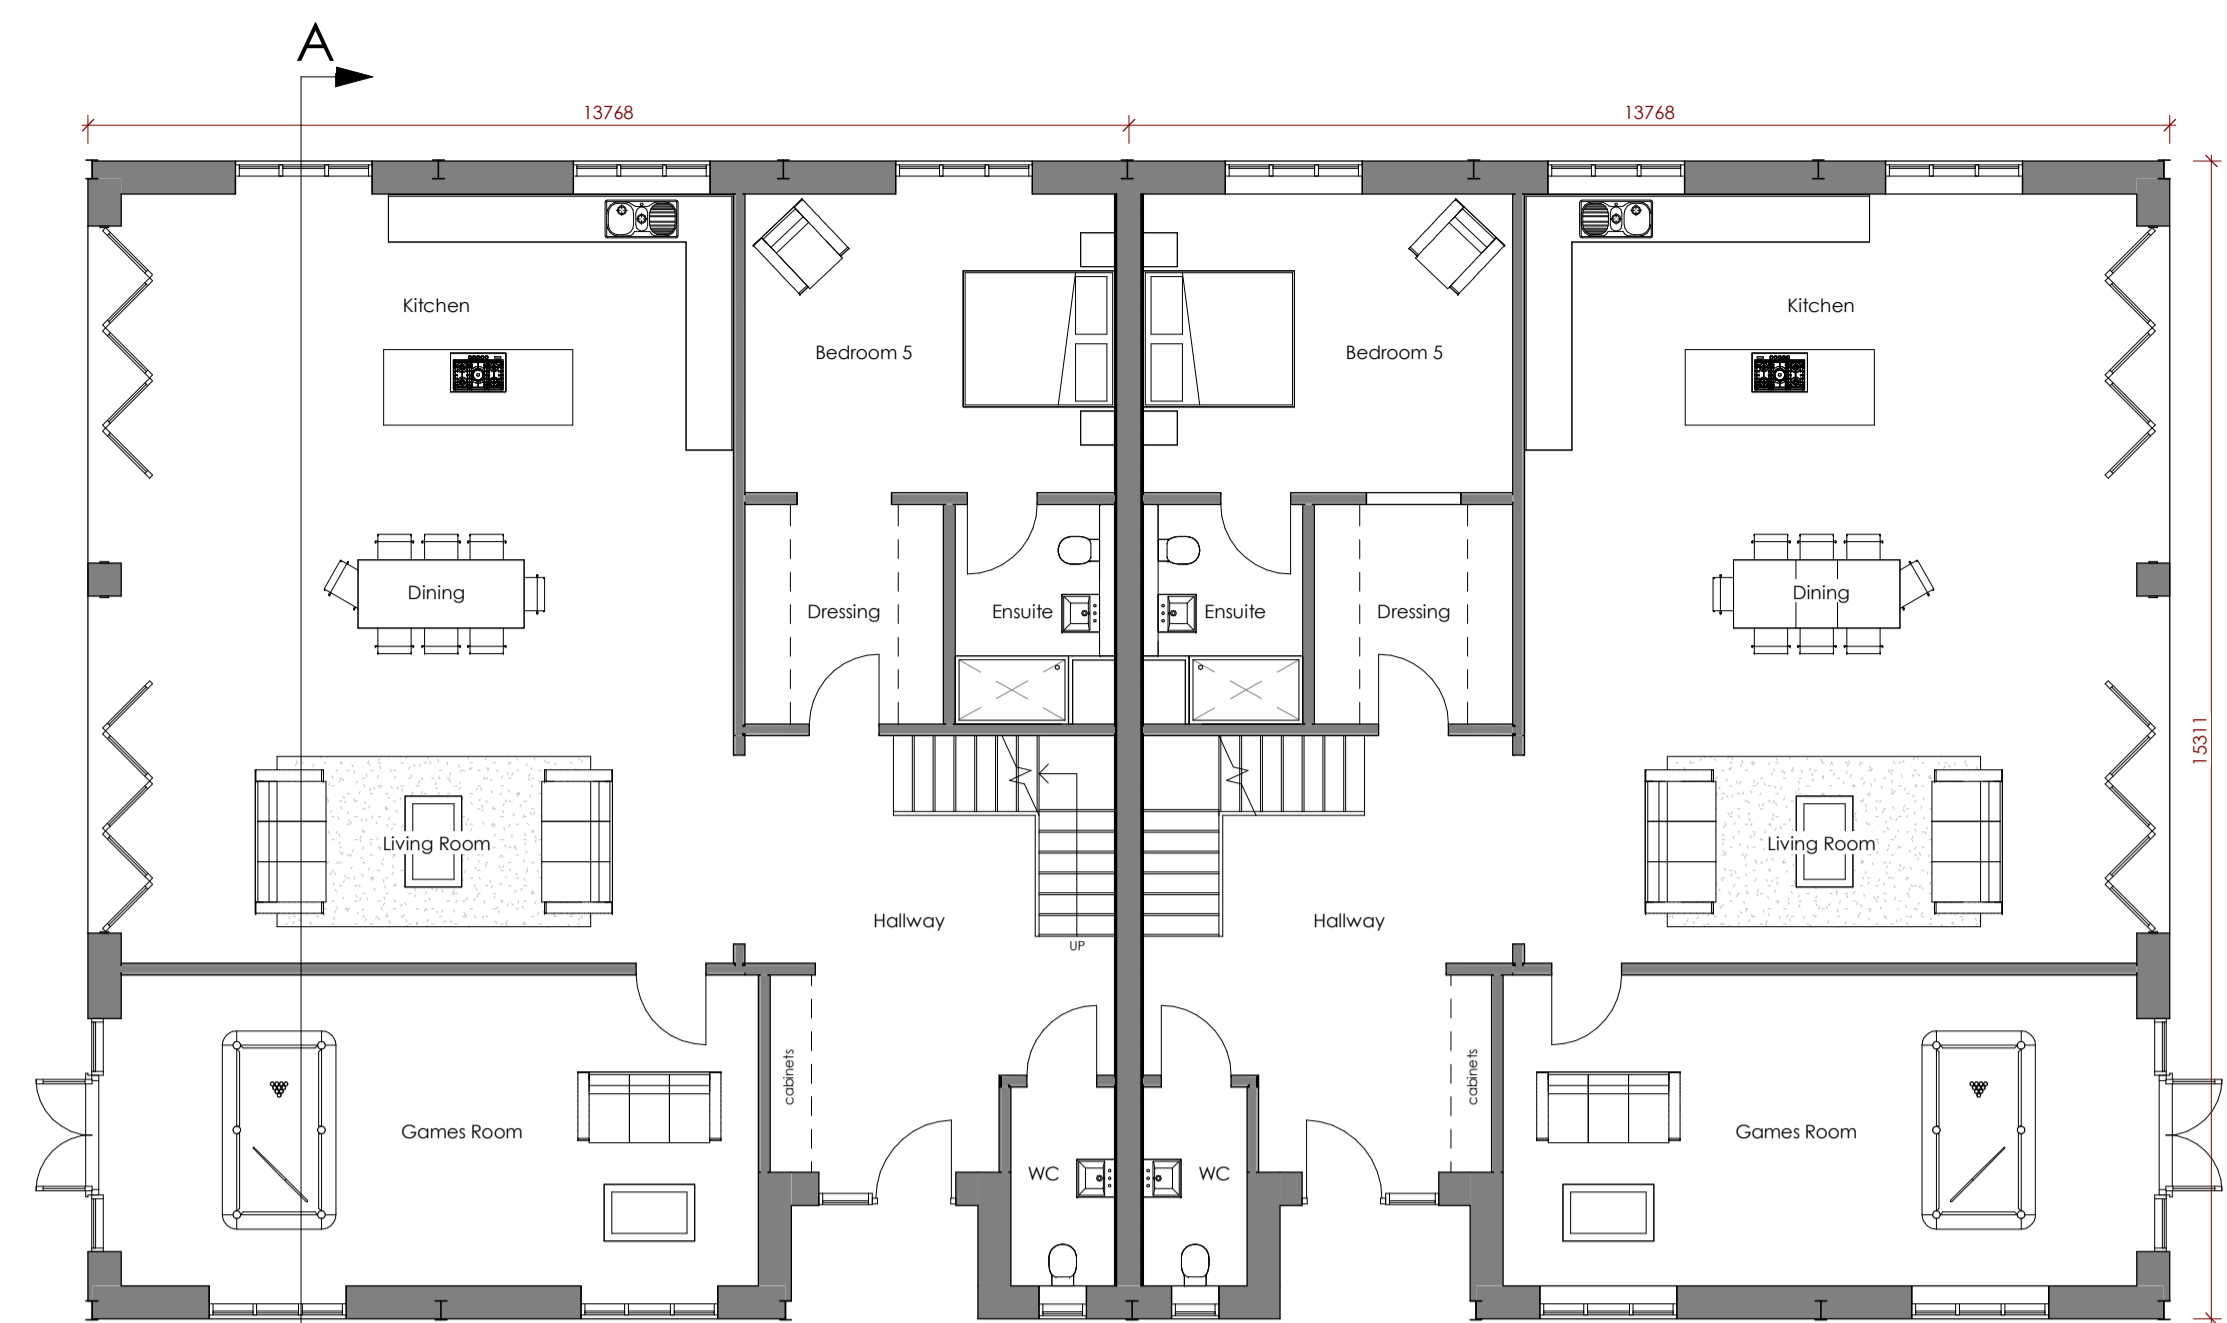 A
13768
13768
Kitchen
Kitchen
Bedroom 5
Bedroom 5
Dining
Dining
Dressing
Ensuite
Ensuite
Dressing
15311
Living Room
Living Room
Hallway
Hallway
UP
cabinets
cabinets
Games Room
Games Room
WC
WC